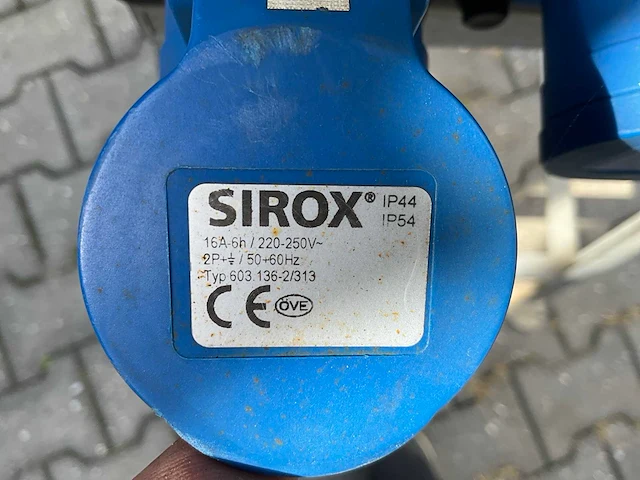 SIROX® IP44
IP54
16A-6h / 220-250V~
2P+⏚ / 50+60Hz
Typ 603.136-2/313
CE ÖVE